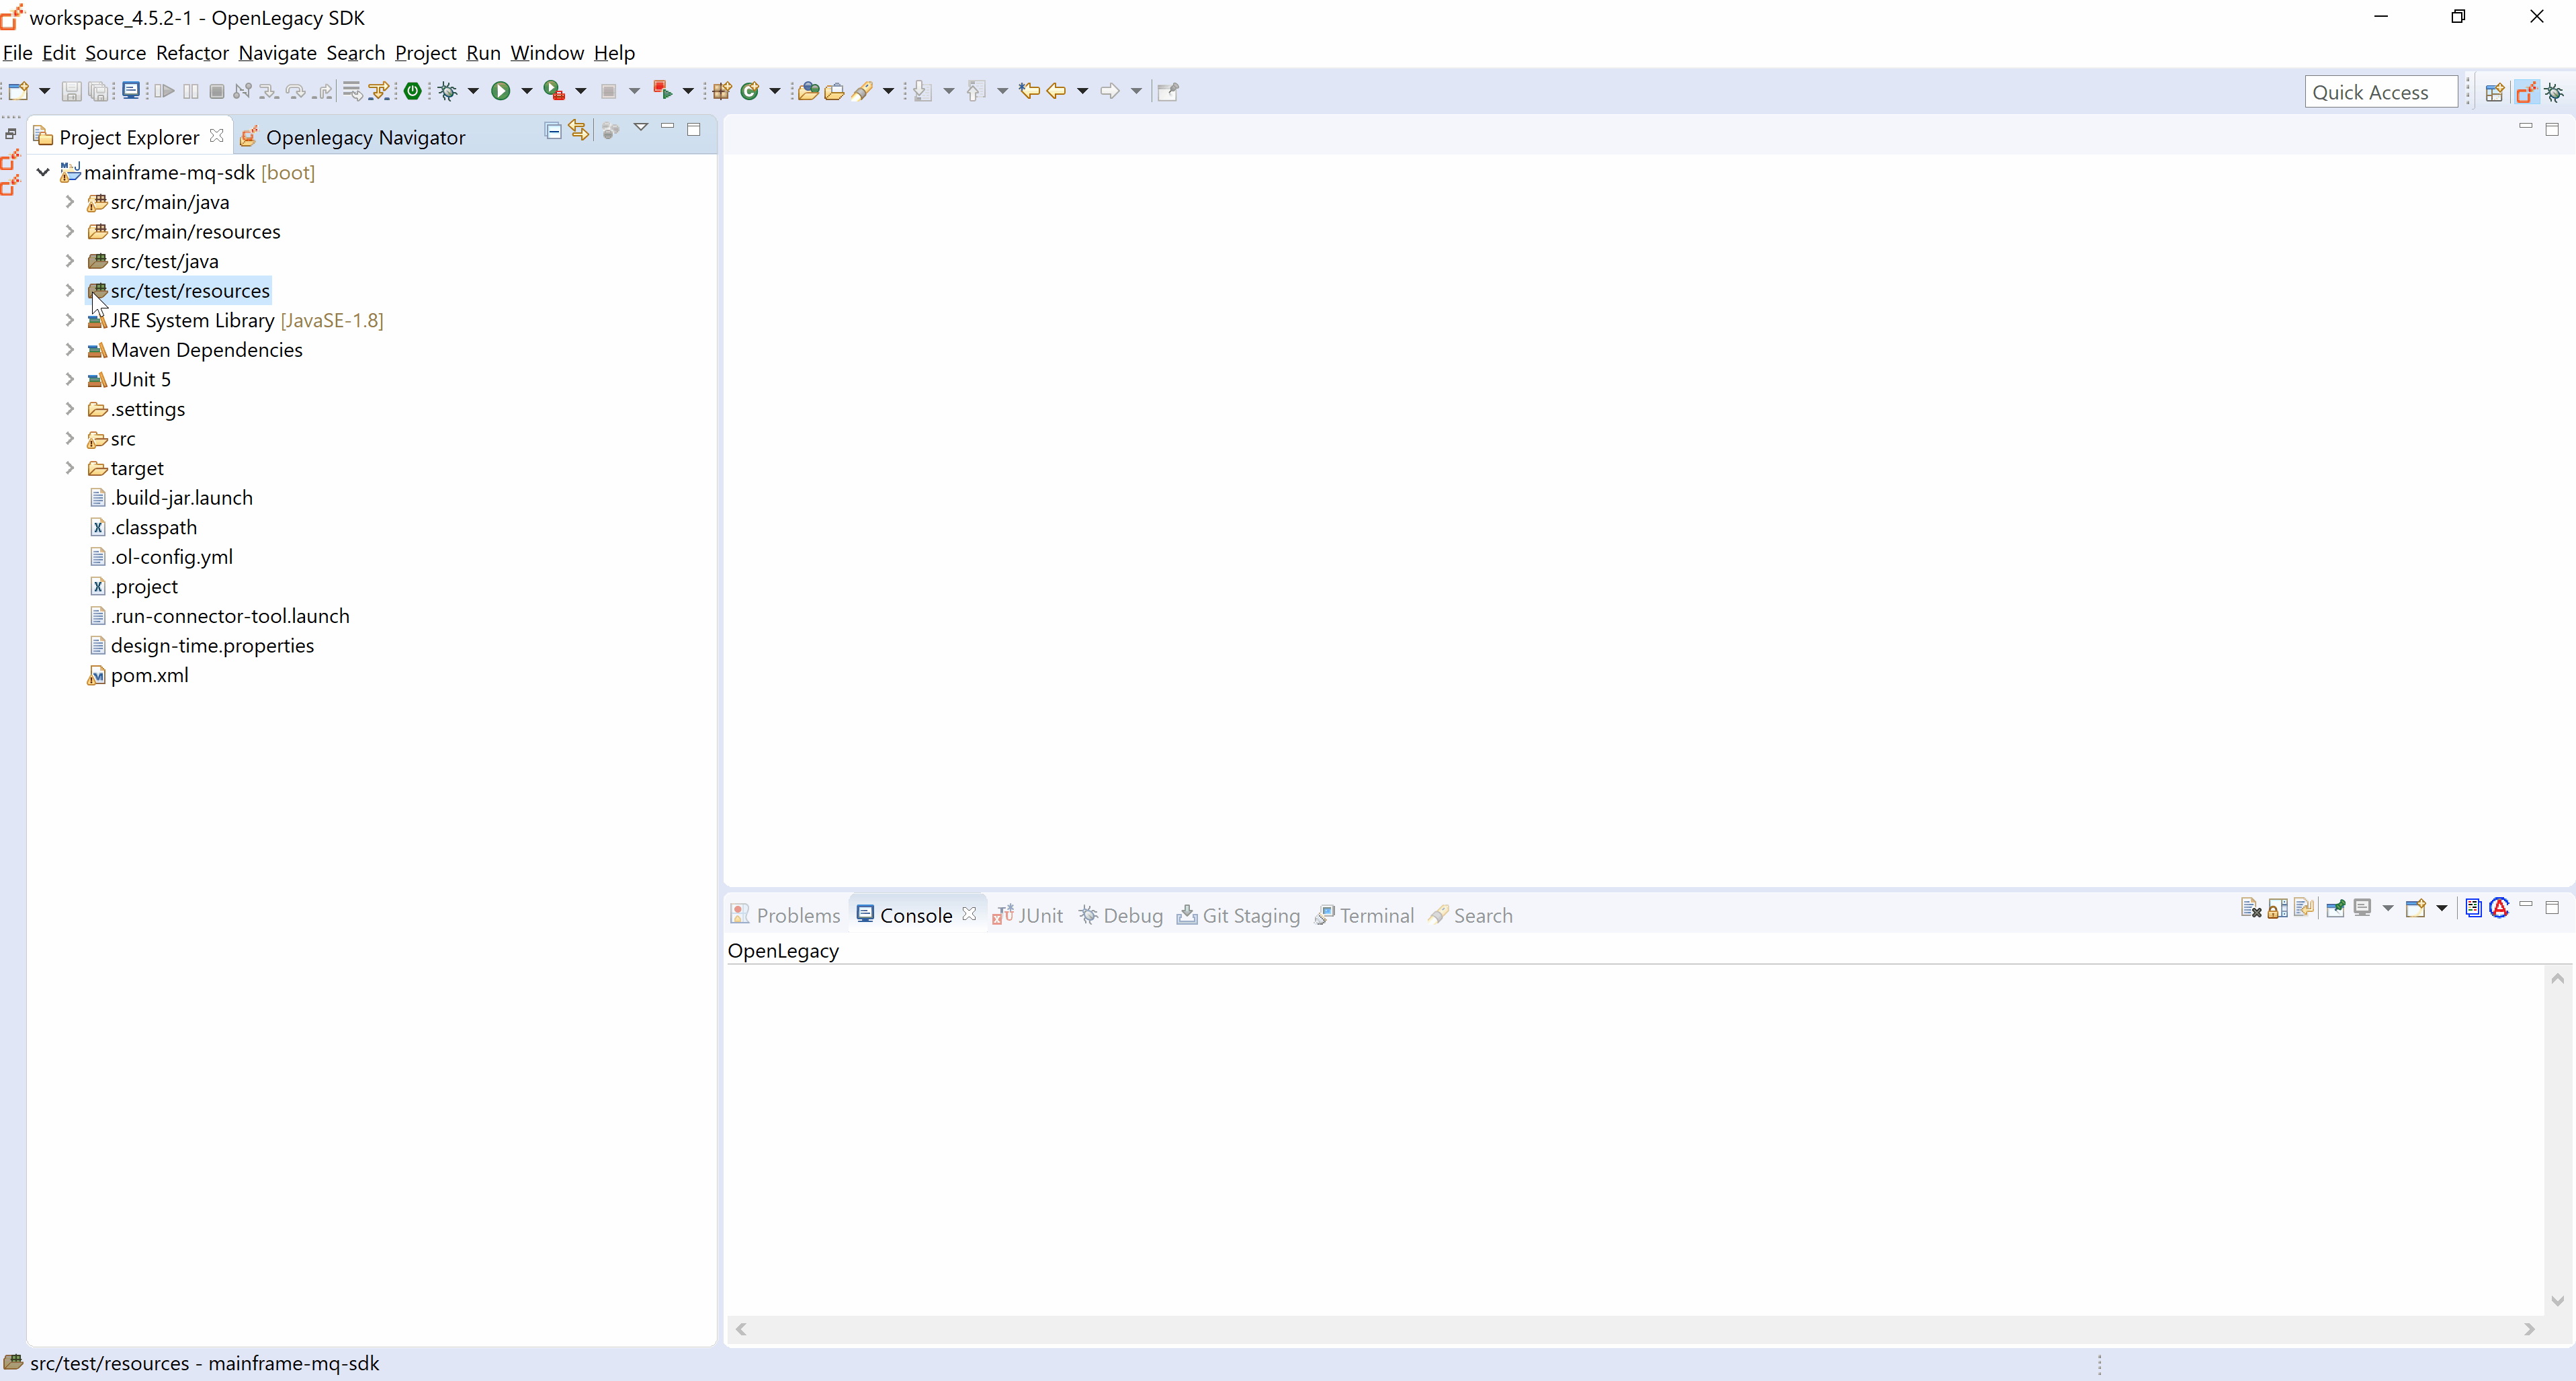 workspace_4.5.2-1 - OpenLegacy SDK
File Edit Source Refactor Navigate Search Project Run Window Help
Quick Access
Project Explorer Openlegacy Navigator
mainframe-mq-sdk [boot]
src/main/java
src/main/resources
src/test/java
src/test/resources
JRE System Library [JavaSE-1.8]
Maven Dependencies
JUnit 5
.settings
src
target
.build-jar.launch
.classpath
.ol-config.yml
.project
.run-connector-tool.launch
design-time.properties
pom.xml
Problems Console JUnit Debug Git Staging Terminal Search
OpenLegacy
src/test/resources - mainframe-mq-sdk